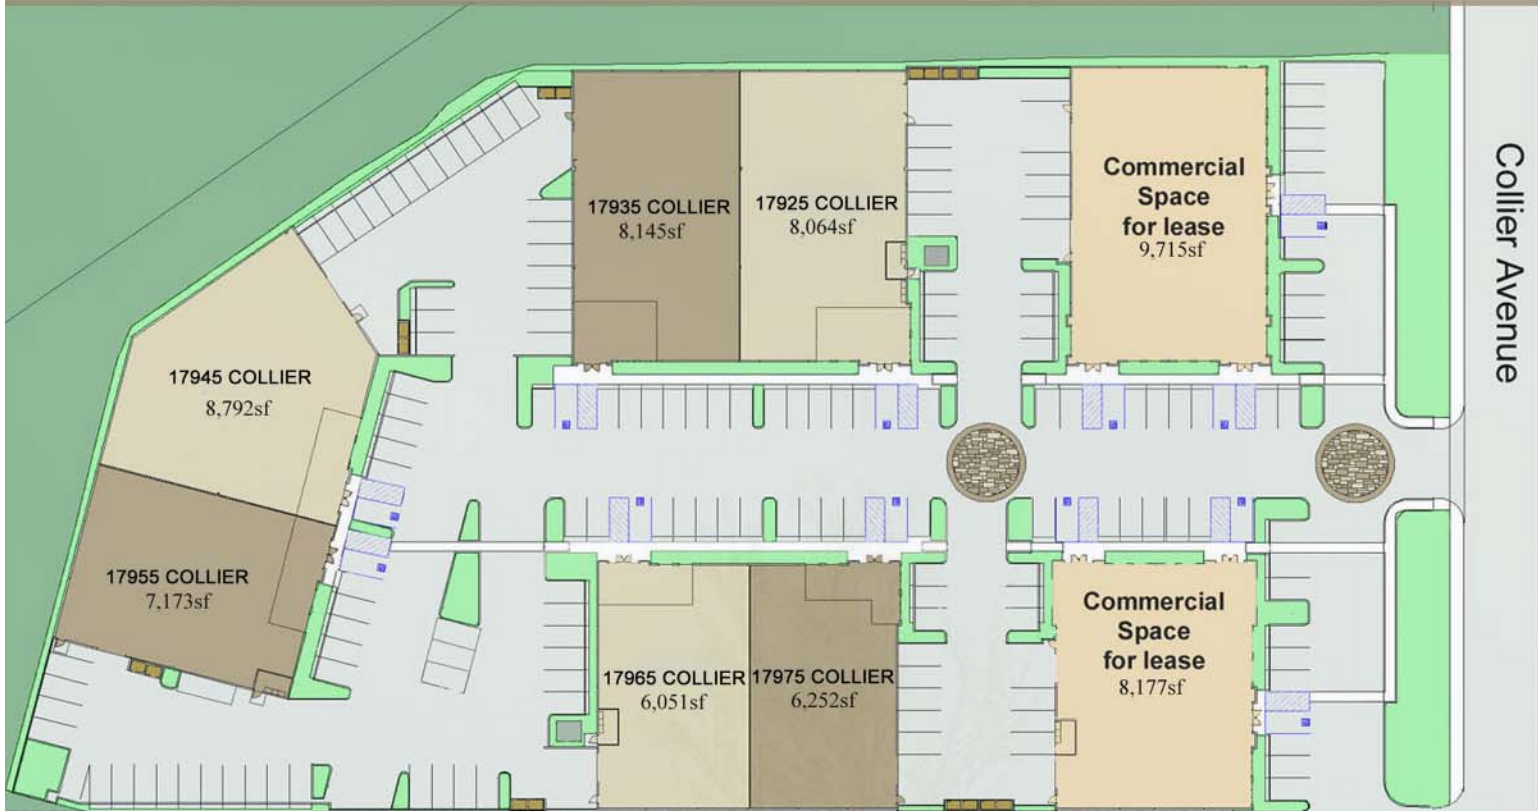 17935 COLLIER
8,145sf
17925 COLLIER
8,064sf
Commercial
Space
for lease
9,715sf
Collier Avenue
17945 COLLIER
8,792sf
17955 COLLIER
7,173sf
17965 COLLIER
6,051sf
17975 COLLIER
6,252sf
Commercial
Space
for lease
8,177sf